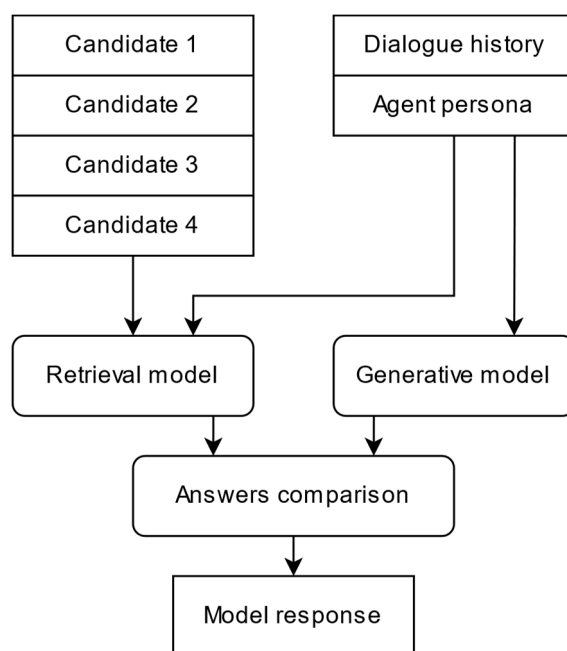 Candidate 1
Candidate 2
Candidate 3
Candidate 4
Dialogue history
Agent persona
Retrieval model
Generative model
Answers comparison
Model response